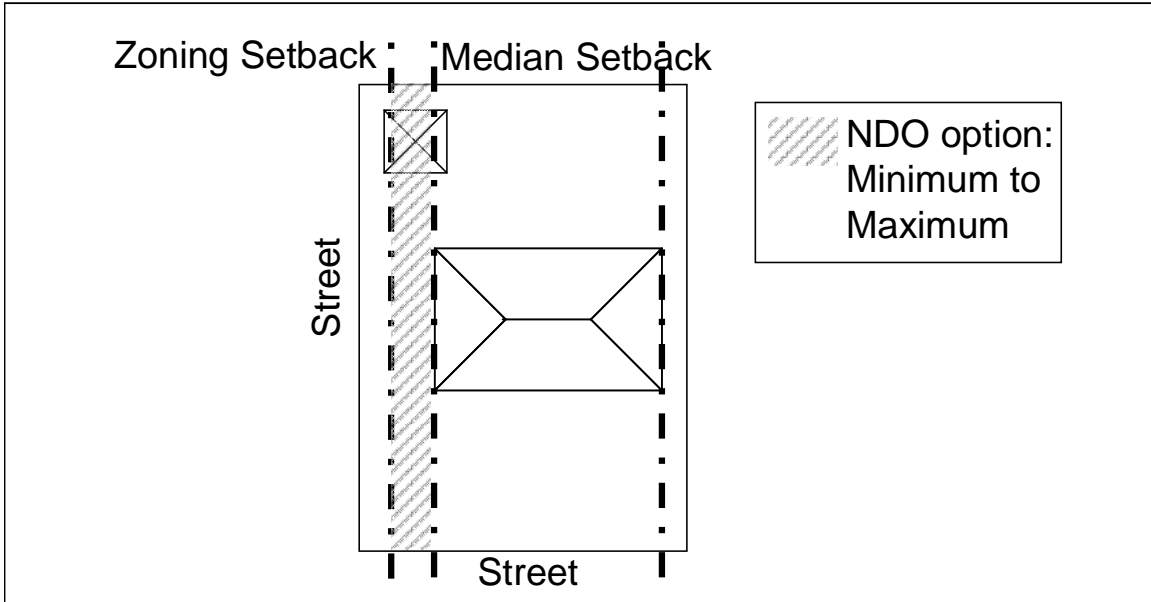 Zoning Setback
Median Setback
NDO option:
Minimum to
Maximum
Street
Street